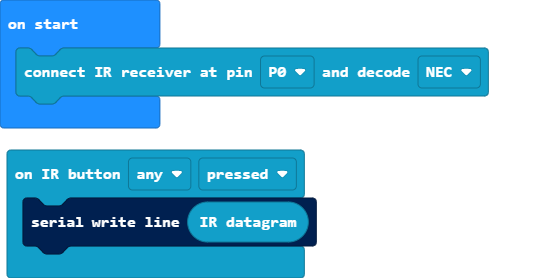 on start
connect IR receiver at pin P0 and decode NEC
on IR button any pressed
serial write line IR datagram